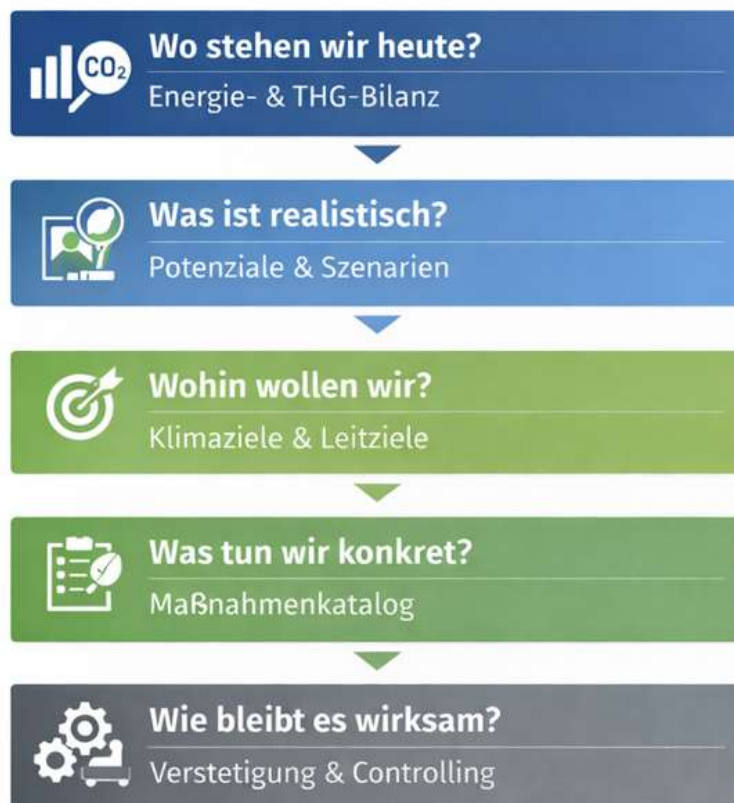 CO₂
Wo stehen wir heute?
Energie- & THG-Bilanz
Was ist realistisch?
Potenziale & Szenarien
Wohin wollen wir?
Klimaziele & Leitziele
Was tun wir konkret?
Maßnahmenkatalog
Wie bleibt es wirksam?
Verstetigung & Controlling